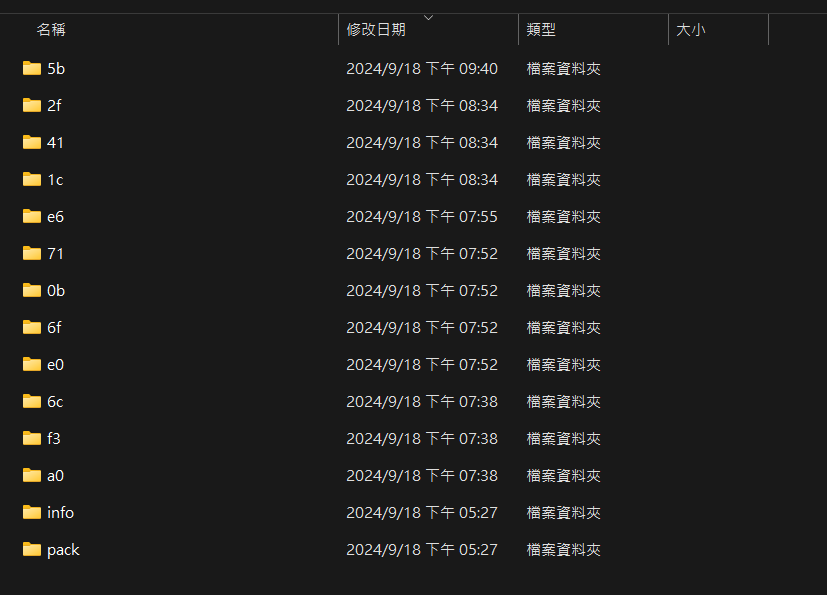 名稱 修改日期 類型 大小
5b 2024/9/18 下午 09:40 檔案資料夾
2f 2024/9/18 下午 08:34 檔案資料夾
41 2024/9/18 下午 08:34 檔案資料夾
1c 2024/9/18 下午 08:34 檔案資料夾
e6 2024/9/18 下午 07:55 檔案資料夾
71 2024/9/18 下午 07:52 檔案資料夾
0b 2024/9/18 下午 07:52 檔案資料夾
6f 2024/9/18 下午 07:52 檔案資料夾
e0 2024/9/18 下午 07:52 檔案資料夾
6c 2024/9/18 下午 07:38 檔案資料夾
f3 2024/9/18 下午 07:38 檔案資料夾
a0 2024/9/18 下午 07:38 檔案資料夾
info 2024/9/18 下午 05:27 檔案資料夾
pack 2024/9/18 下午 05:27 檔案資料夾